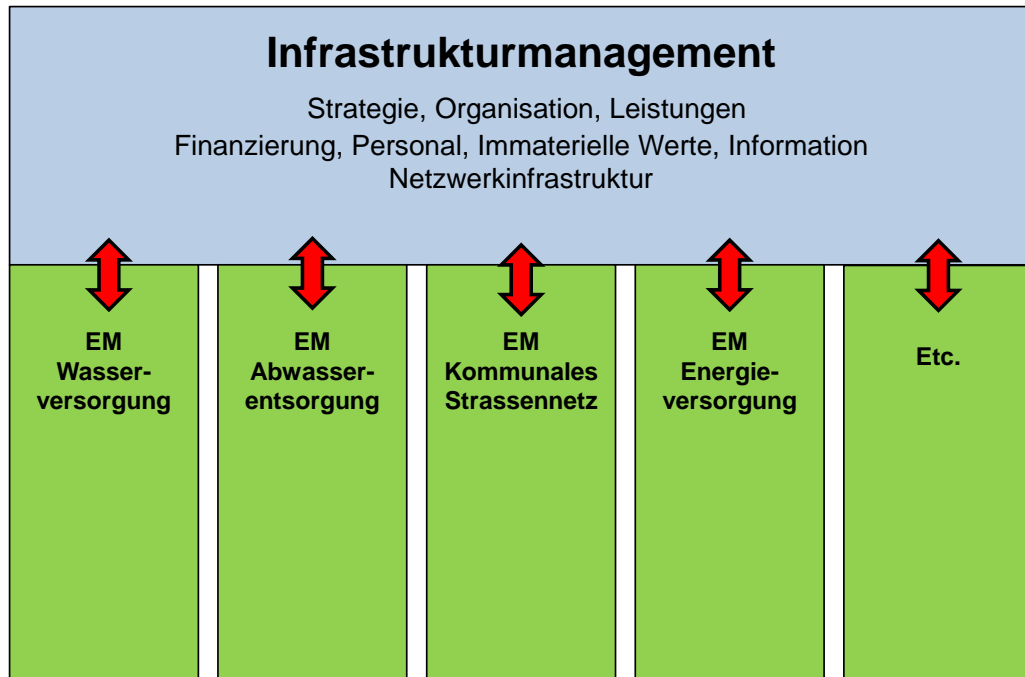 Infrastrukturmanagement
Strategie, Organisation, Leistungen
Finanzierung, Personal, Immaterielle Werte, Information
Netzwerkinfrastruktur
EM
Wasser-
versorgung
EM
Abwasser-
entsorgung
EM
Kommunales
Strassennetz
EM
Energie-
versorgung
Etc.